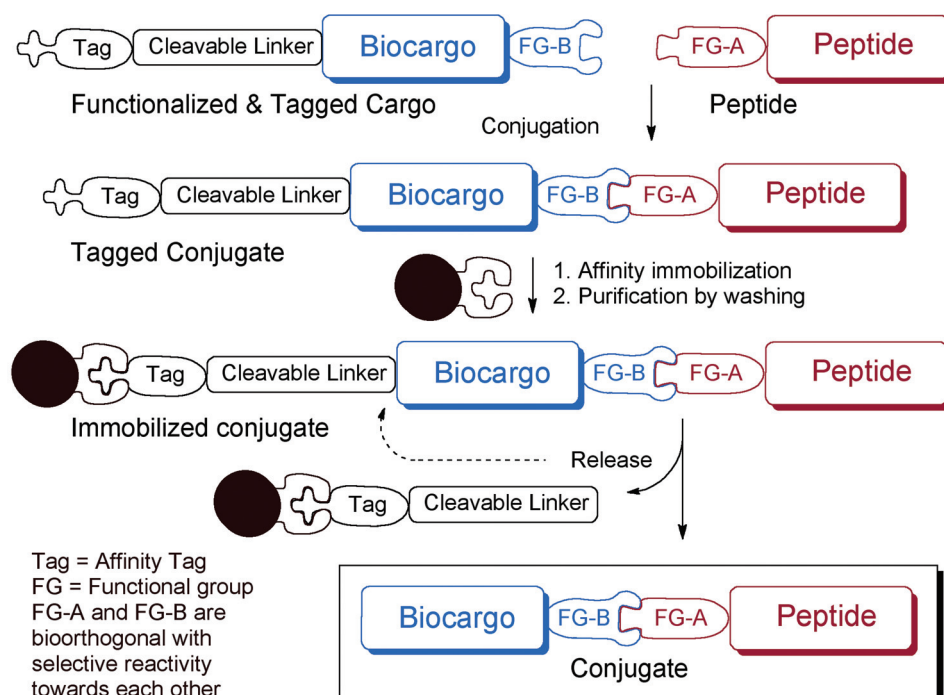 Tag Cleavable Linker Biocargo FG-B FG-A Peptide
Functionalized & Tagged Cargo Peptide
Conjugation
Tag Cleavable Linker Biocargo FG-B FG-A Peptide
Tagged Conjugate
1. Affinity immobilization
2. Purification by washing
Tag Cleavable Linker Biocargo FG-B FG-A Peptide
Immobilized conjugate
Release
Tag Cleavable Linker
Tag = Affinity Tag
FG = Functional group
FG-A and FG-B are
bioorthogonal with
selective reactivity
towards each other
Biocargo FG-B FG-A Peptide
Conjugate